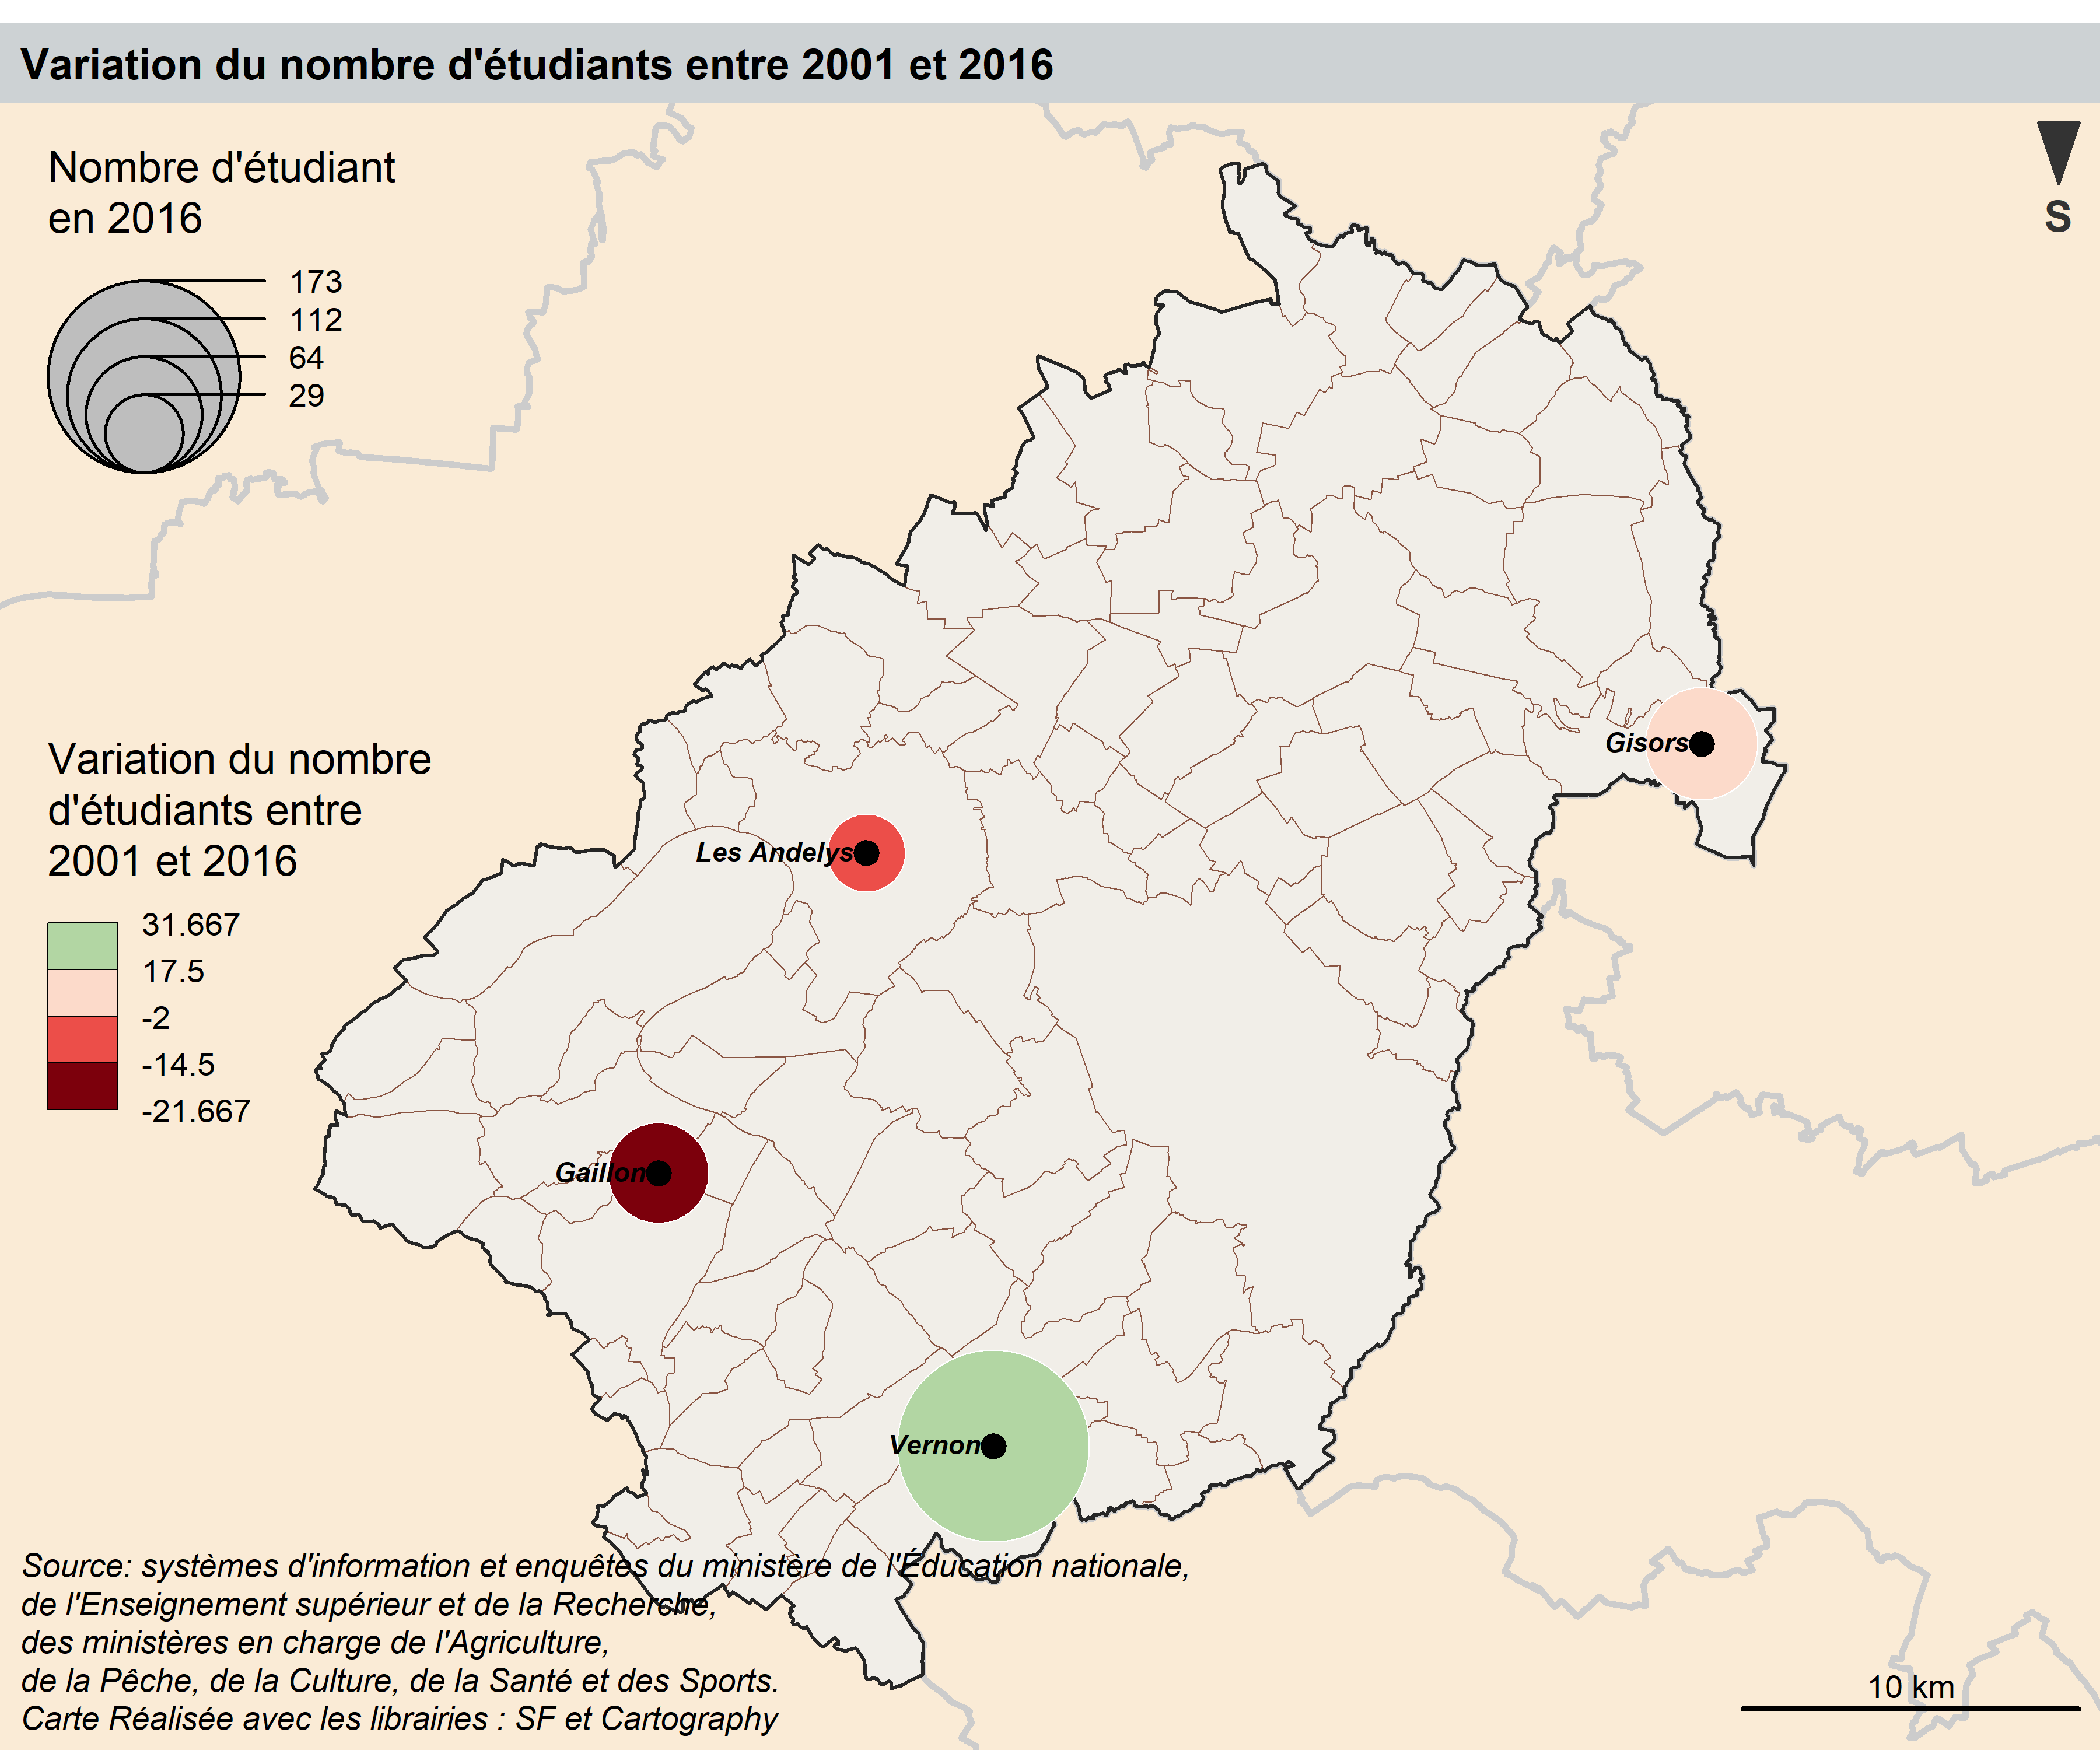 Variation du nombre d'étudiants entre 2001 et 2016
Nombre d'étudiant
en 2016
173
112
64
29
S
Gisors
Les Andelys
Variation du nombre
d'étudiants entre
2001 et 2016
31.667
17.5
-2
-14.5
-21.667
Gaillon
Vernon
Source: systèmes d'information et enquêtes du ministère de l'Éducation nationale,
de l'Enseignement supérieur et de la Recherche,
des ministères en charge de l'Agriculture,
de la Pêche, de la Culture, de la Santé et des Sports.
Carte Réalisée avec les librairies : SF et Cartography
10 km